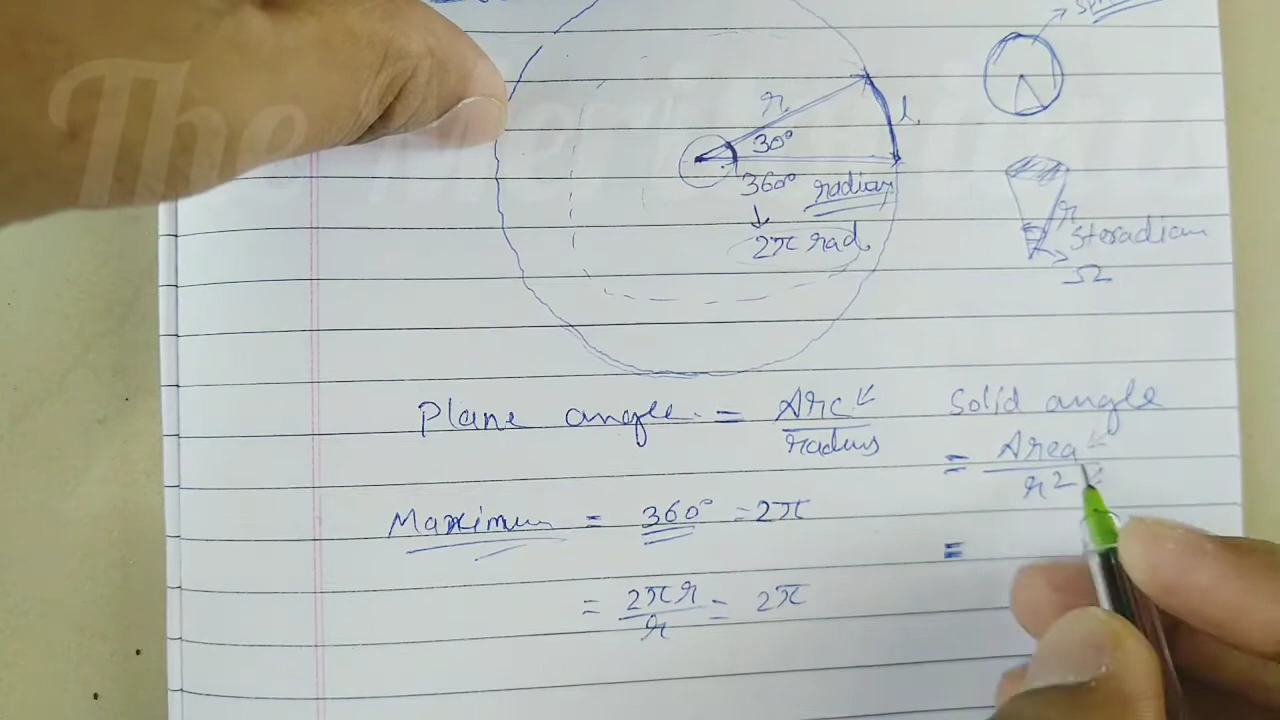 r
l
30°
360° radian
2π rad
r
steradian
Ω
Plane angle = Arc / radius
Solid angle
= Area / r2
Maximum = 360° = 2π
=
= 2πr / r = 2π